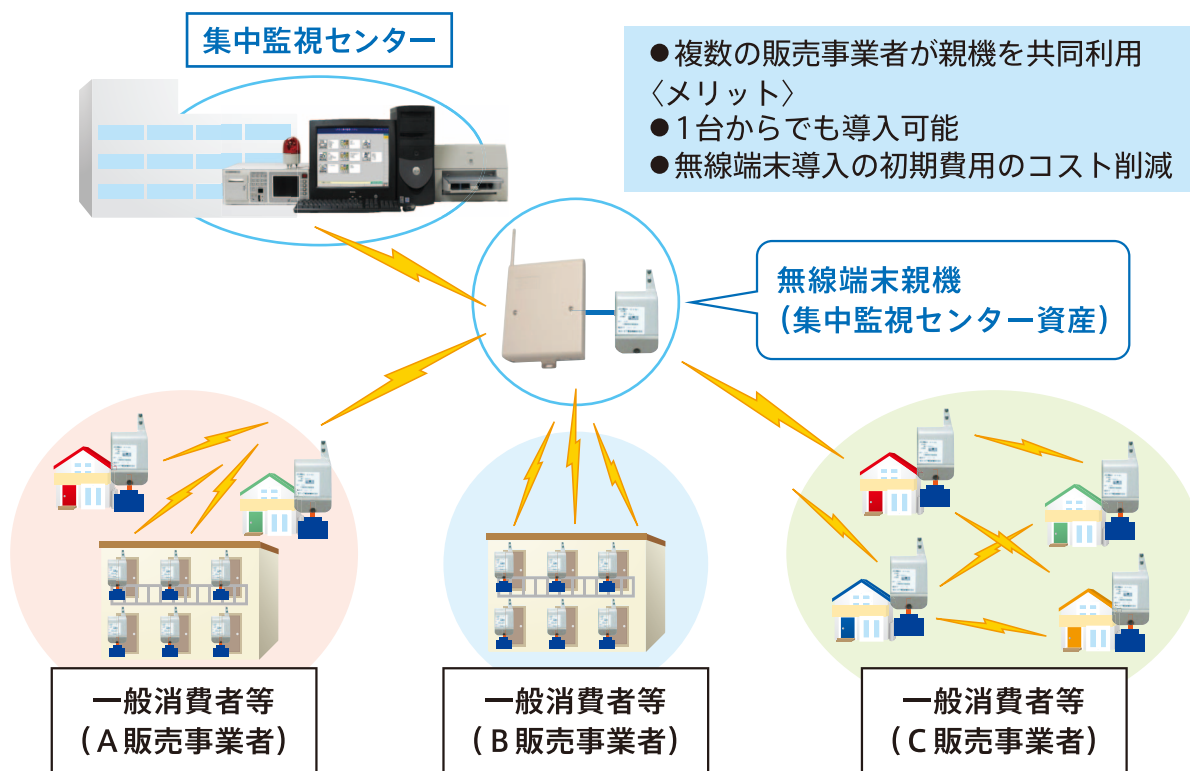 集中監視センター
●複数の販売事業者が親機を共同利用
〈メリット〉
●1台からでも導入可能
●無線端末導入の初期費用のコスト削減
無線端末親機
（集中監視センター資産）
一般消費者等
（A販売事業者）
一般消費者等
（B販売事業者）
一般消費者等
（C販売事業者）